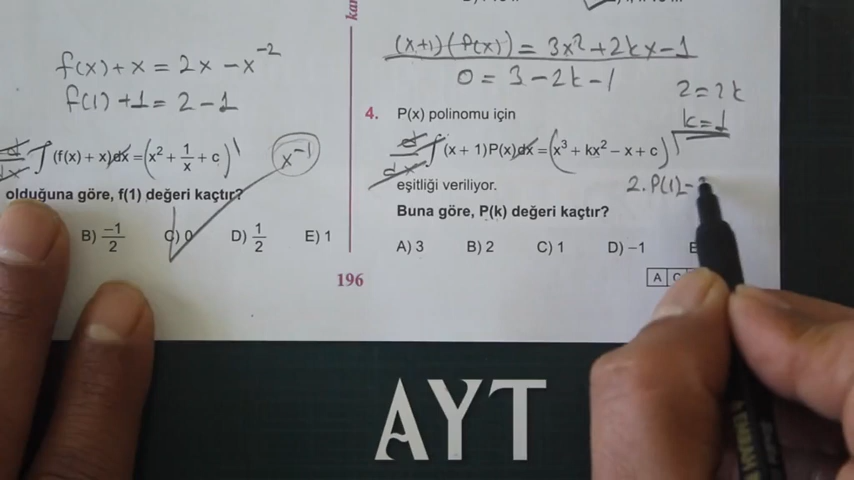 f(x)+x = 2x - x⁻²
f(1)+1 = 2-1
d/dx ∫ (f(x) + x)dx = (x² + 1/x + c)'
x⁻¹
olduğuna göre, f(1) değeri kaçtır?
B) -1/2 C) 0 D) 1/2 E) 1
(x+1)(P(x)) = 3x²+2kx-1
0 = 3-2k-1
2=2k
k=1
4. P(x) polinomu için
d/dx ∫ (x + 1)P(x)dx = (x³ + kx² - x + c)'
eşitliği veriliyor.
2.P(1)=
Buna göre, P(k) değeri kaçtır?
A) 3 B) 2 C) 1 D) -1 E
196
A C
AYT